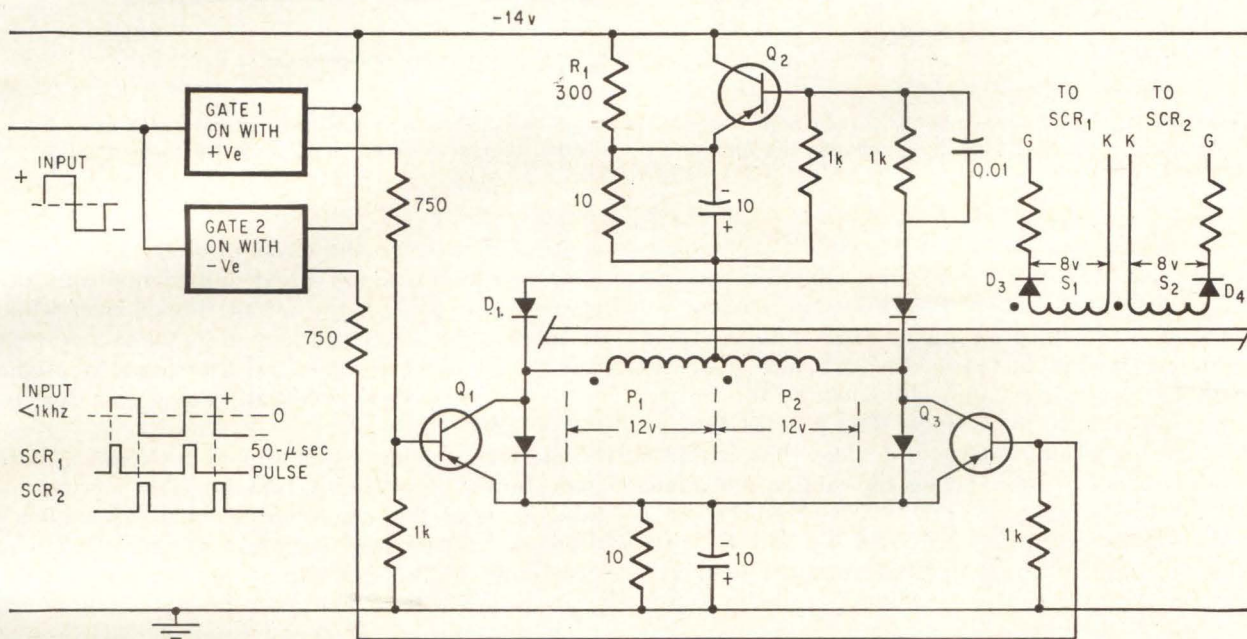 -14v
GATE 1
ON WITH
+Ve
GATE 2
ON WITH
-Ve
INPUT
+
-
750
750
R1
300
10
Q2
-
10
+
1k
1k
0.01
TO
SCR1
TO
SCR2
G
K
K
G
8v
S1
8v
S2
D3
D4
D1
P1
P2
12v
12v
Q1
Q3
INPUT
<1khz
+
0
-
SCR1
50-μsec
PULSE
SCR2
1k
10
-
10
+
1k